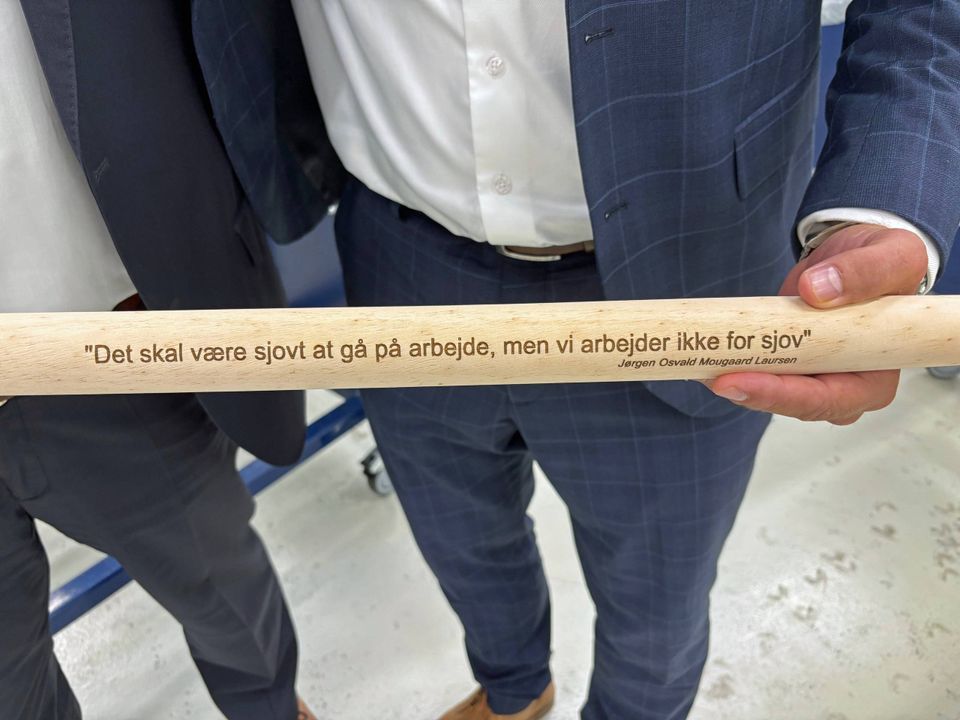 "Det skal være sjovt at gå på arbejde, men vi arbejder ikke for sjov"
Jørgen Osvald Mougaard Laursen